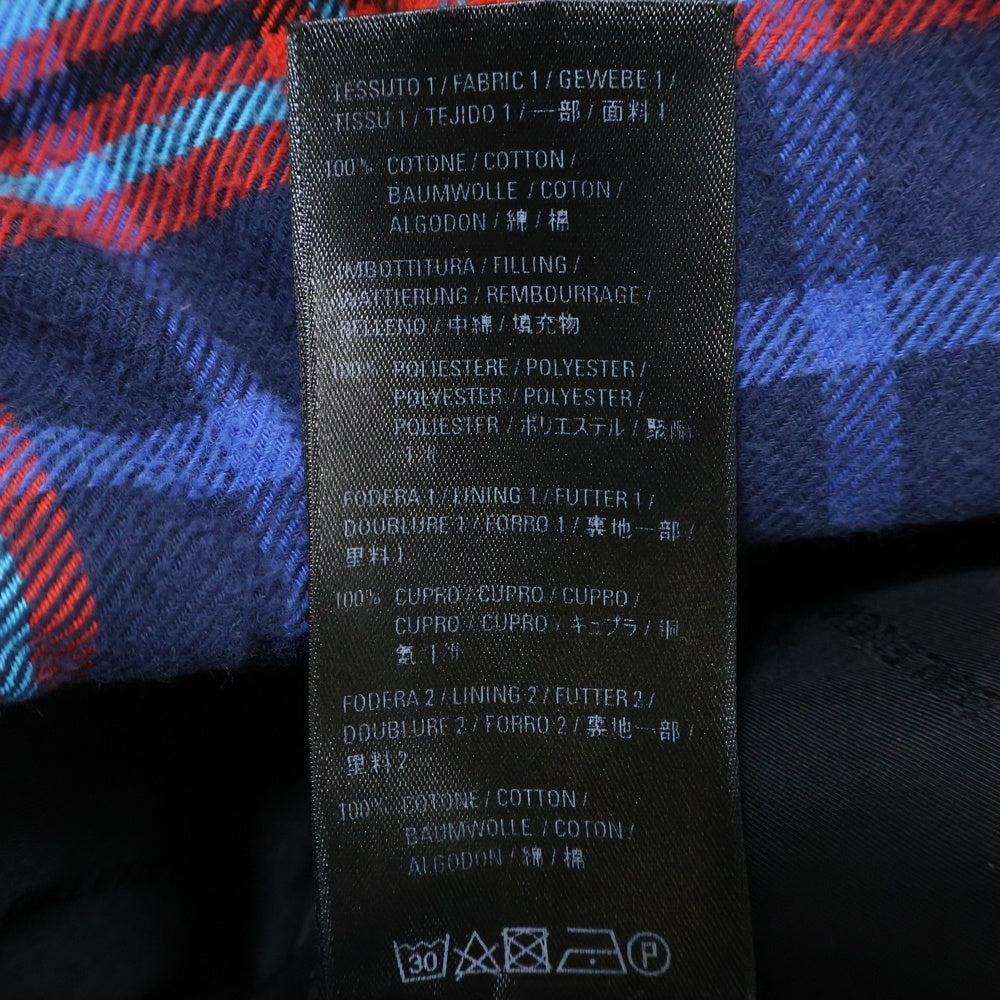 TESSUTO 1 / FABRIC 1 / GEWEBE 1 /
TISSU 1 / TEJIDO 1 / 一部 / 面料 1
100% COTONE / COTTON /
BAUMWOLLE / COTON /
ALGODON / 綿 / 棉
IMBOTTITURA / FILLING /
WATTIERUNG / REMBOURRAGE /
RELLENO / 中綿 / 填充物
100% POLIESTERE / POLYESTER /
POLYESTER / POLYESTER /
POLIESTER / ポリエステル / 聚酯
FODERA 1 / LINING 1 / FUTTER 1 /
DOUBLURE 1 / FORRO 1 / 裏地一部 /
里料 1
100% CUPRO / CUPRO / CUPRO /
CUPRO / CUPRO / キュプラ /
FODERA 2 / LINING 2 / FUTTER 2 /
DOUBLURE 2 / FORRO 2 / 裏地一部 /
里料 2
100% COTONE / COTTON /
BAUMWOLLE / COTON /
ALGODON / 綿 / 棉
30 P